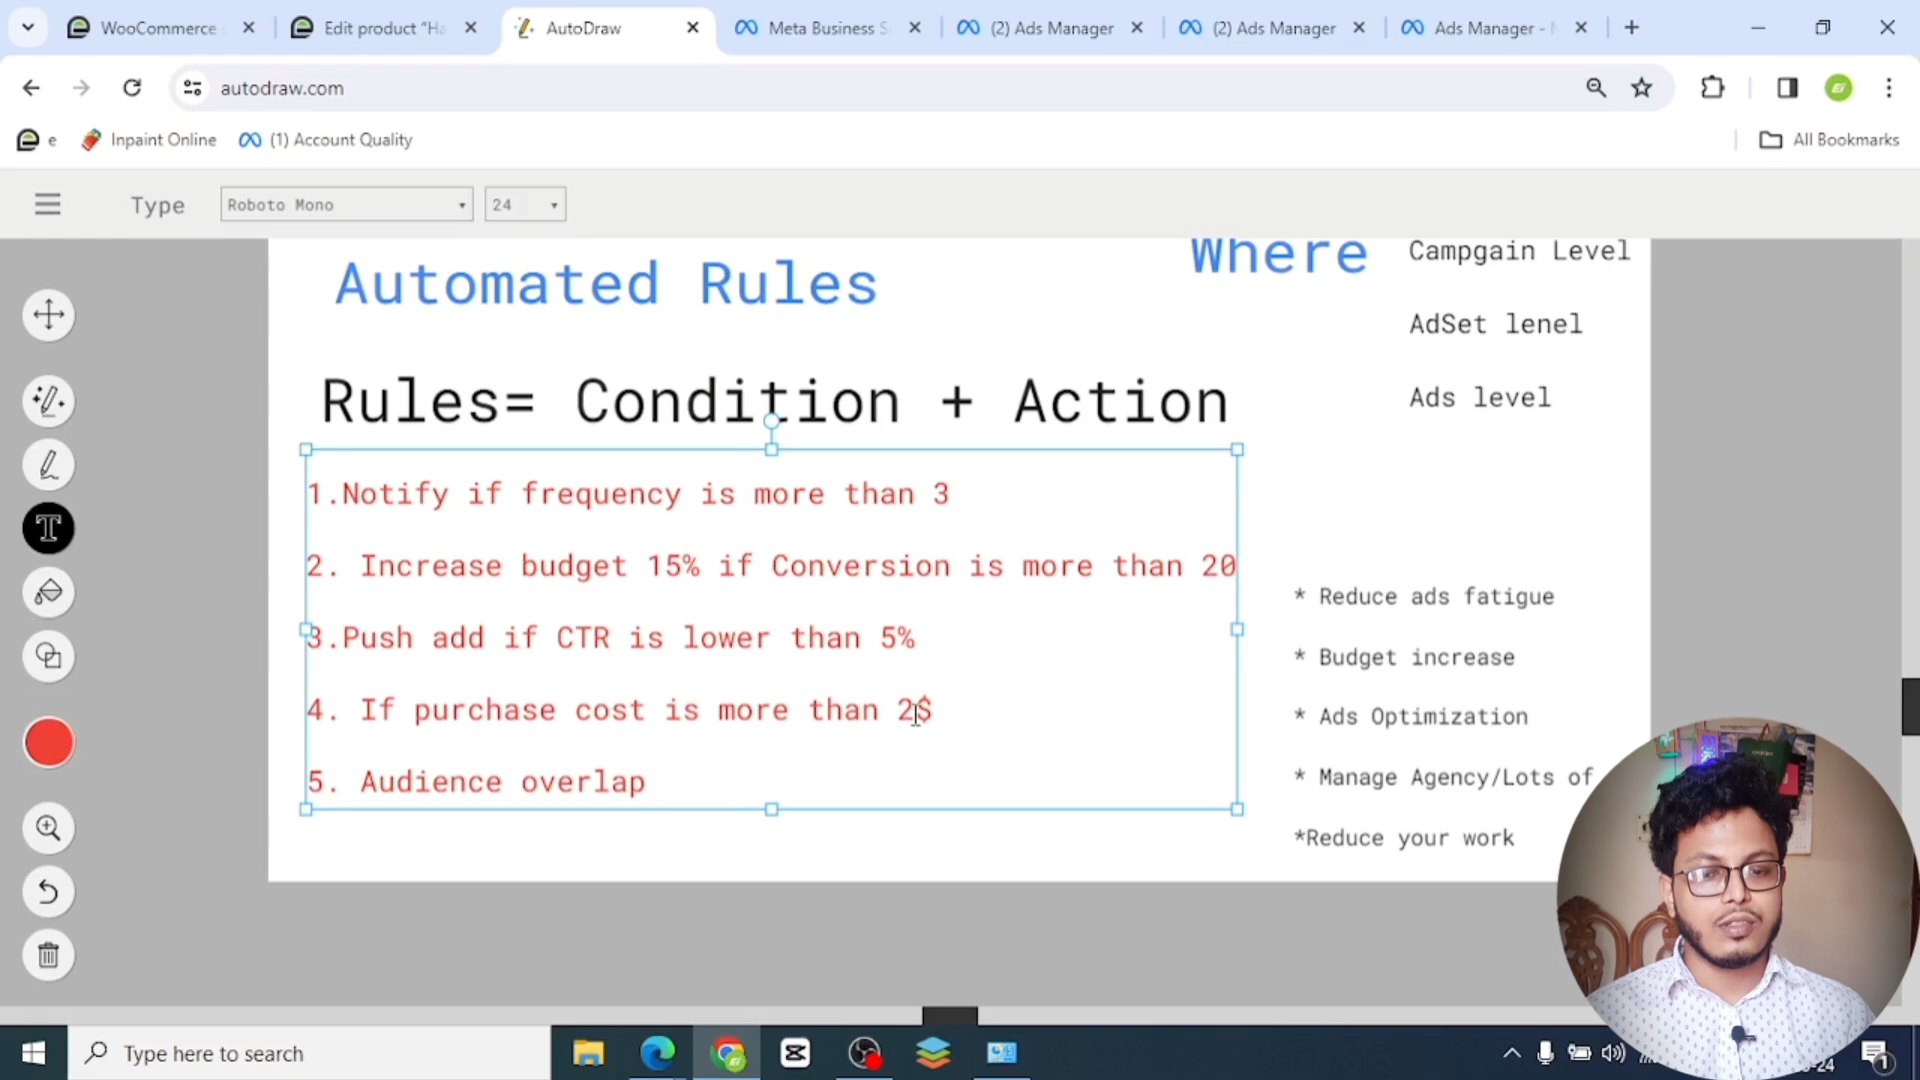 WooCommerce
Edit product "Ha
AutoDraw
Meta Business S
(2) Ads Manager
(2) Ads Manager
Ads Manager -
autodraw.com
e
Inpaint Online
(1) Account Quality
All Bookmarks
Type
Roboto Mono
24
Automated Rules
Where
Campgain Level
AdSet lenel
Ads level
Rules= Condition + Action
1.Notify if frequency is more than 3
2. Increase budget 15% if Conversion is more than 20
3.Push add if CTR is lower than 5%
4. If purchase cost is more than 2$
5. Audience overlap
* Reduce ads fatigue
* Budget increase
* Ads Optimization
* Manage Agency/Lots of
*Reduce your work
Type here to search
1